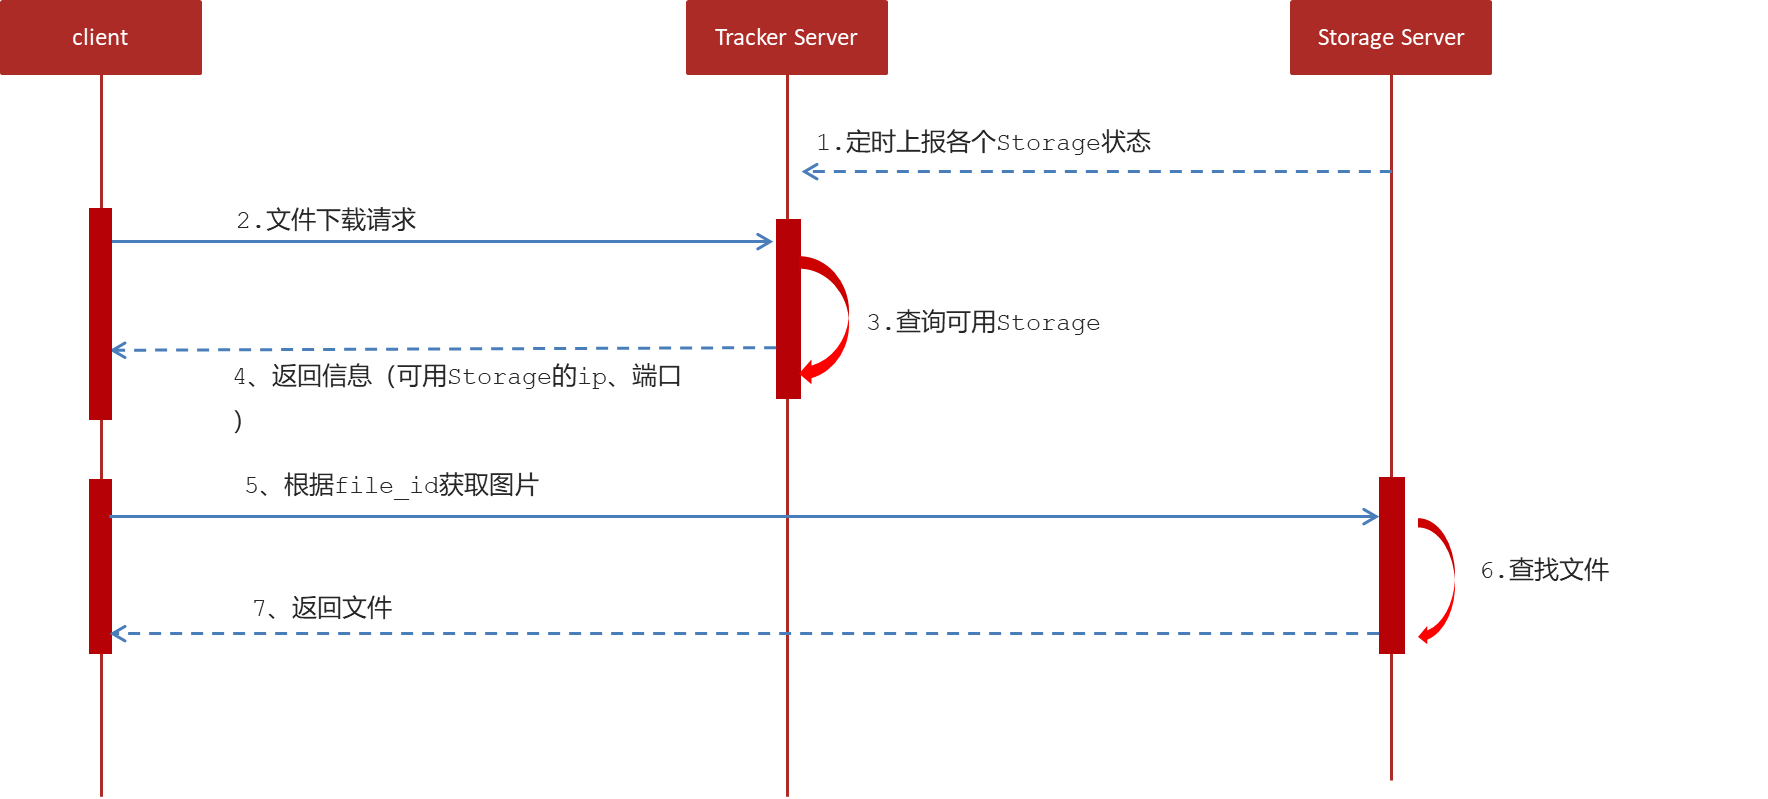 client
Tracker Server
Storage Server
1.定时上报各个Storage状态
2.文件下载请求
3.查询可用Storage
4、返回信息（可用Storage的ip、端口
）
5、根据file_id获取图片
6.查找文件
7、返回文件